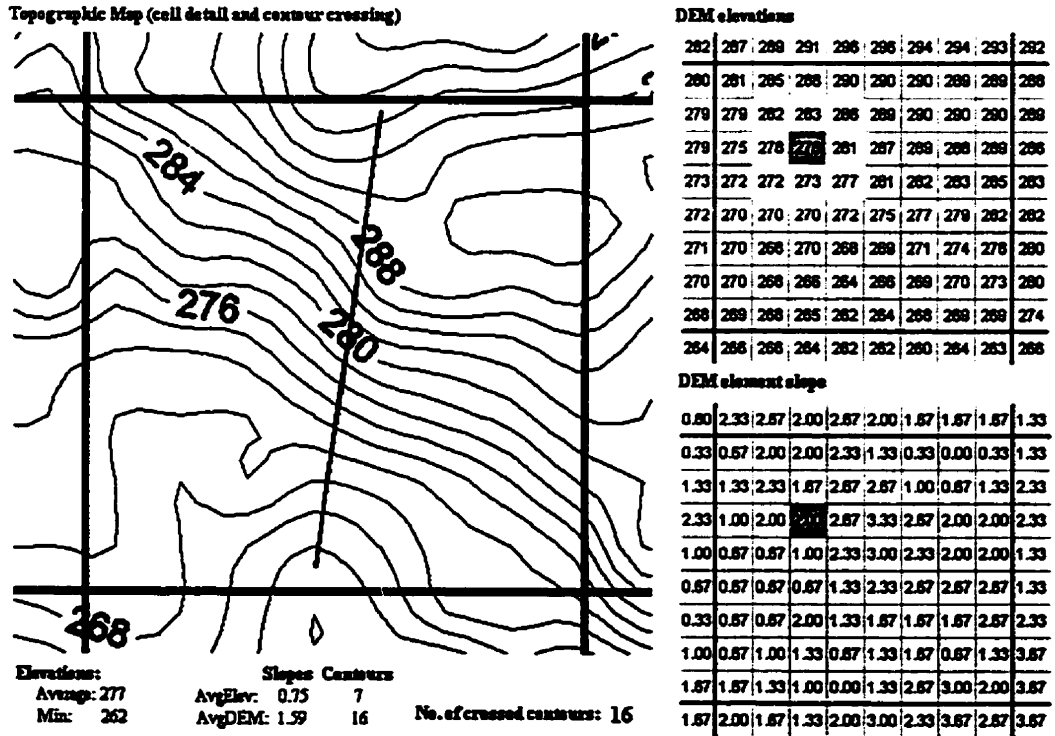 Topographic Map (cell detail and contour crossing)
284
288
276
280
268
Elevations:
Average: 277
Min: 262
Slopes Contours
AvgElev: 0.75 7
AvgDEM: 1.59 16
No. of crossed contours: 16
DEM elevations
282 287 289 291 296 296 294 294 293 292
280 281 285 288 290 290 290 289 289 288
279 279 282 283 286 289 290 290 290 289
279 275 278 281 287 289 288 289 286
273 272 272 273 277 281 282 283 285 283
272 270 270 270 272 275 277 279 282 282
271 270 268 270 268 269 271 274 278 280
270 270 268 266 264 266 269 270 273 280
268 269 268 265 262 264 268 269 269 274
264 266 266 264 262 262 260 264 263 266
DEM element slope
0.60 2.33 2.67 2.00 2.67 2.00 1.67 1.67 1.67 1.33
0.33 0.67 2.00 2.00 2.33 1.33 0.33 0.00 0.33 1.33
1.33 1.33 2.33 1.67 2.67 2.67 1.00 0.67 1.33 2.33
2.33 1.00 2.00 2.67 3.33 2.67 2.00 2.00 2.33
1.00 0.67 0.67 1.00 2.33 3.00 2.33 2.00 2.00 1.33
0.67 0.67 0.67 0.67 1.33 2.33 2.67 2.67 2.67 1.33
0.33 0.67 0.67 2.00 1.33 1.67 1.67 1.67 2.67 2.33
1.00 0.67 1.00 1.33 0.67 1.33 1.67 0.67 1.33 3.67
1.67 1.67 1.33 1.00 0.00 1.33 2.67 3.00 2.00 3.67
1.67 2.00 1.67 1.33 2.00 3.00 2.33 3.67 2.67 3.67